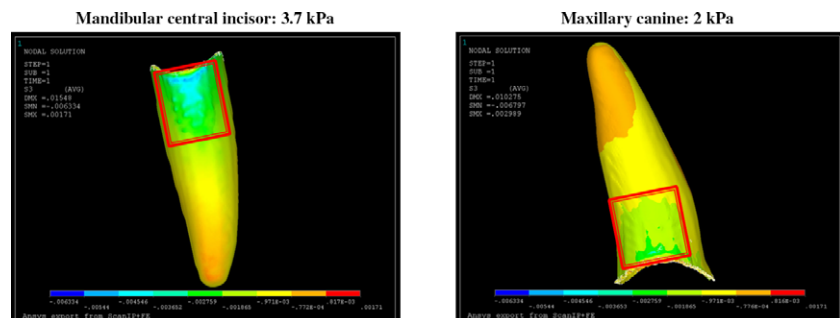 Mandibular central incisor: 3.7 kPa
1
NODAL SOLUTION
STEP=1
SUB =1
TIME=1
S3 (AVG)
DMX =.01548
SMN =-.006334
SMX =.00171
-.006334 -.004546 -.002759 -.971E-03 .817E-03
-.00544 -.003652 -.001865 -.772E-04 .00171
Ansys export from ScanIP+FE
Maxillary canine: 2 kPa
1
NODAL SOLUTION
STEP=1
SUB =1
TIME=1
S3 (AVG)
DMX =.010275
SMN =-.006797
SMX =.002989
-.006334 -.004546 -.002759 -.971E-03 .816E-03
-.00544 -.003652 -.001865 -.778E-04 .00171
Ansys export from ScanIP+FE